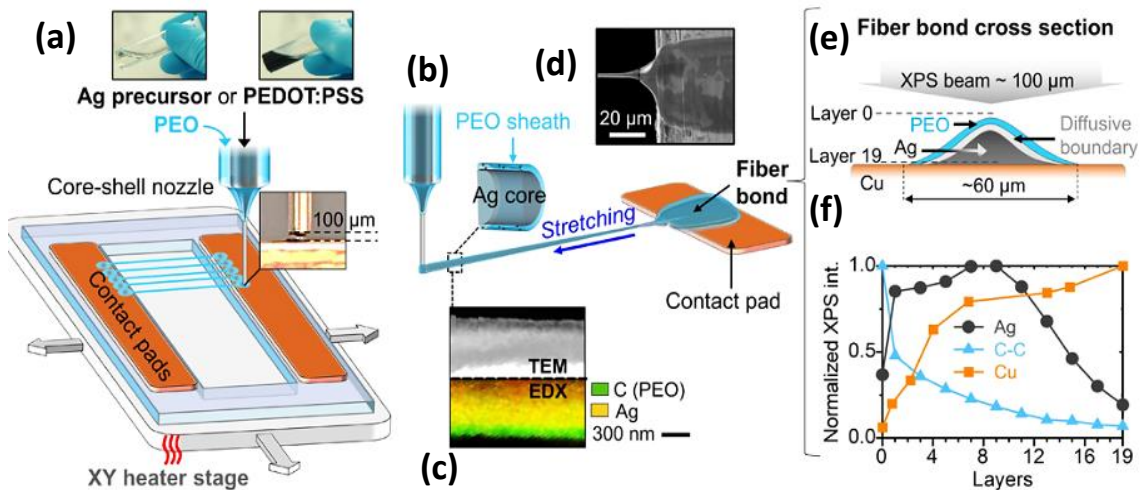 (a)
Ag precursor or PEDOT:PSS
PEO
Core-shell nozzle
100 µm
Contact pads
XY heater stage
(b)
PEO sheath
Ag core
Stretching
Fiber
bond
Contact pad
TEM
EDX
C (PEO)
Ag
300 nm
(c)
(d)
20 µm
(e)
Fiber bond cross section
XPS beam ~ 100 µm
Layer 0
PEO
Diffusive
boundary
Ag
Layer 19
Cu
~60 µm
(f)
Normalized XPS int.
1.0
0.5
0.0
Ag
C-C
Cu
0 4 8 12 16 19
Layers